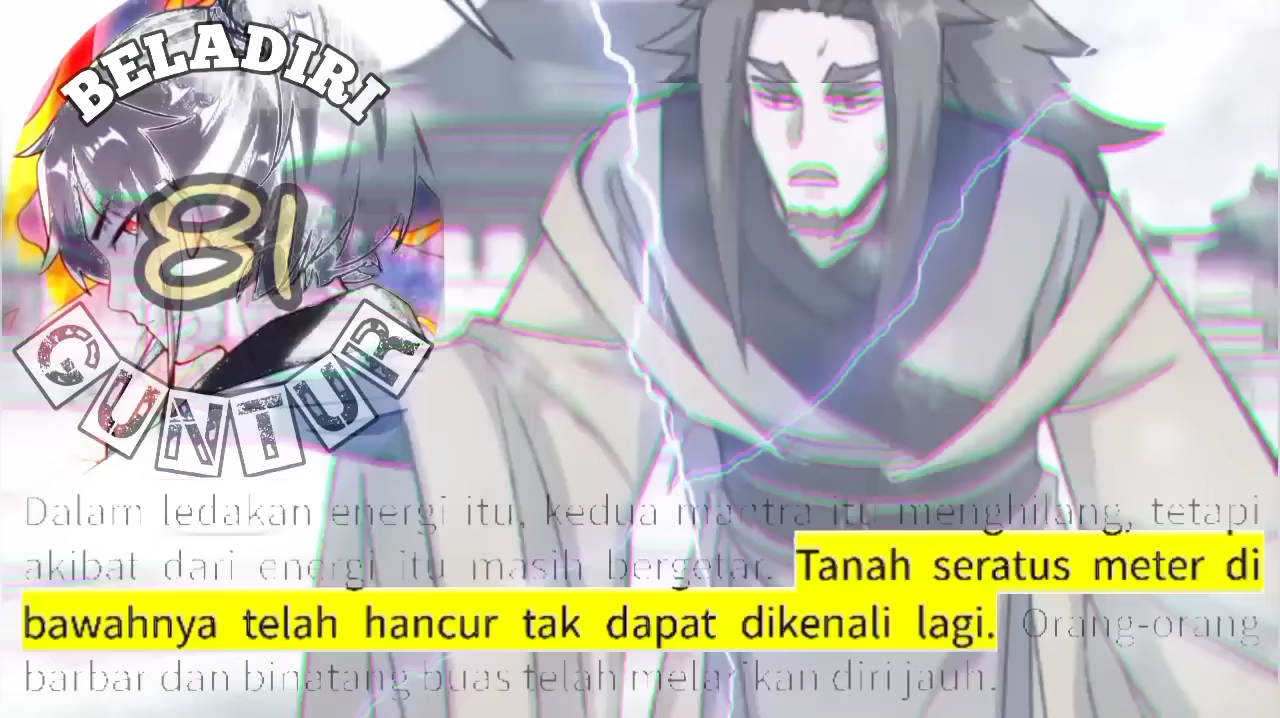 BELADIRI
81
GUNTUR
Dalam ledakan energi itu, kedua mantra itu menghilang, tetapi
akibat dari energi itu masih bergetar. Tanah seratus meter di
bawahnya telah hancur tak dapat dikenali lagi. Orang-orang
barbar dan binatang buas telah melarikan diri jauh.